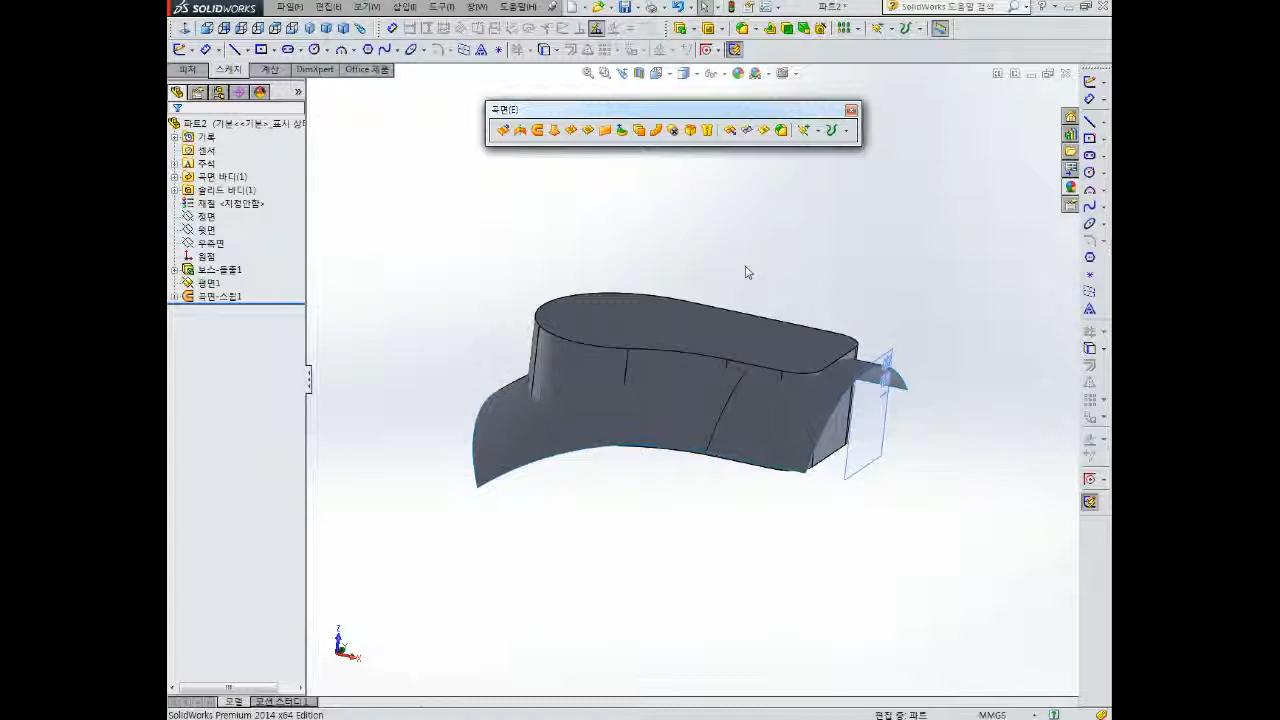 SOLIDWORKS 파일(F) 편집(E) 보기(V) 삽입(I) 도구(T) 창(W) 도움말(H) 파트2 * SolidWorks 도움말 검색
피처 스케치 계산 DimXpert Office 제품
곡면(E)
파트2 (기본<<기본>_표시 상태
기록
센서
A 주석
곡면 바디(1)
솔리드 바디(1)
재질 <지정안함>
정면
윗면
우측면
원점
보스-돌출1
평면1
곡면-스윕1
Z
X
모델 모션 스터디 1
SolidWorks Premium 2014 x64 Edition 편집 중: 파트 MMGS